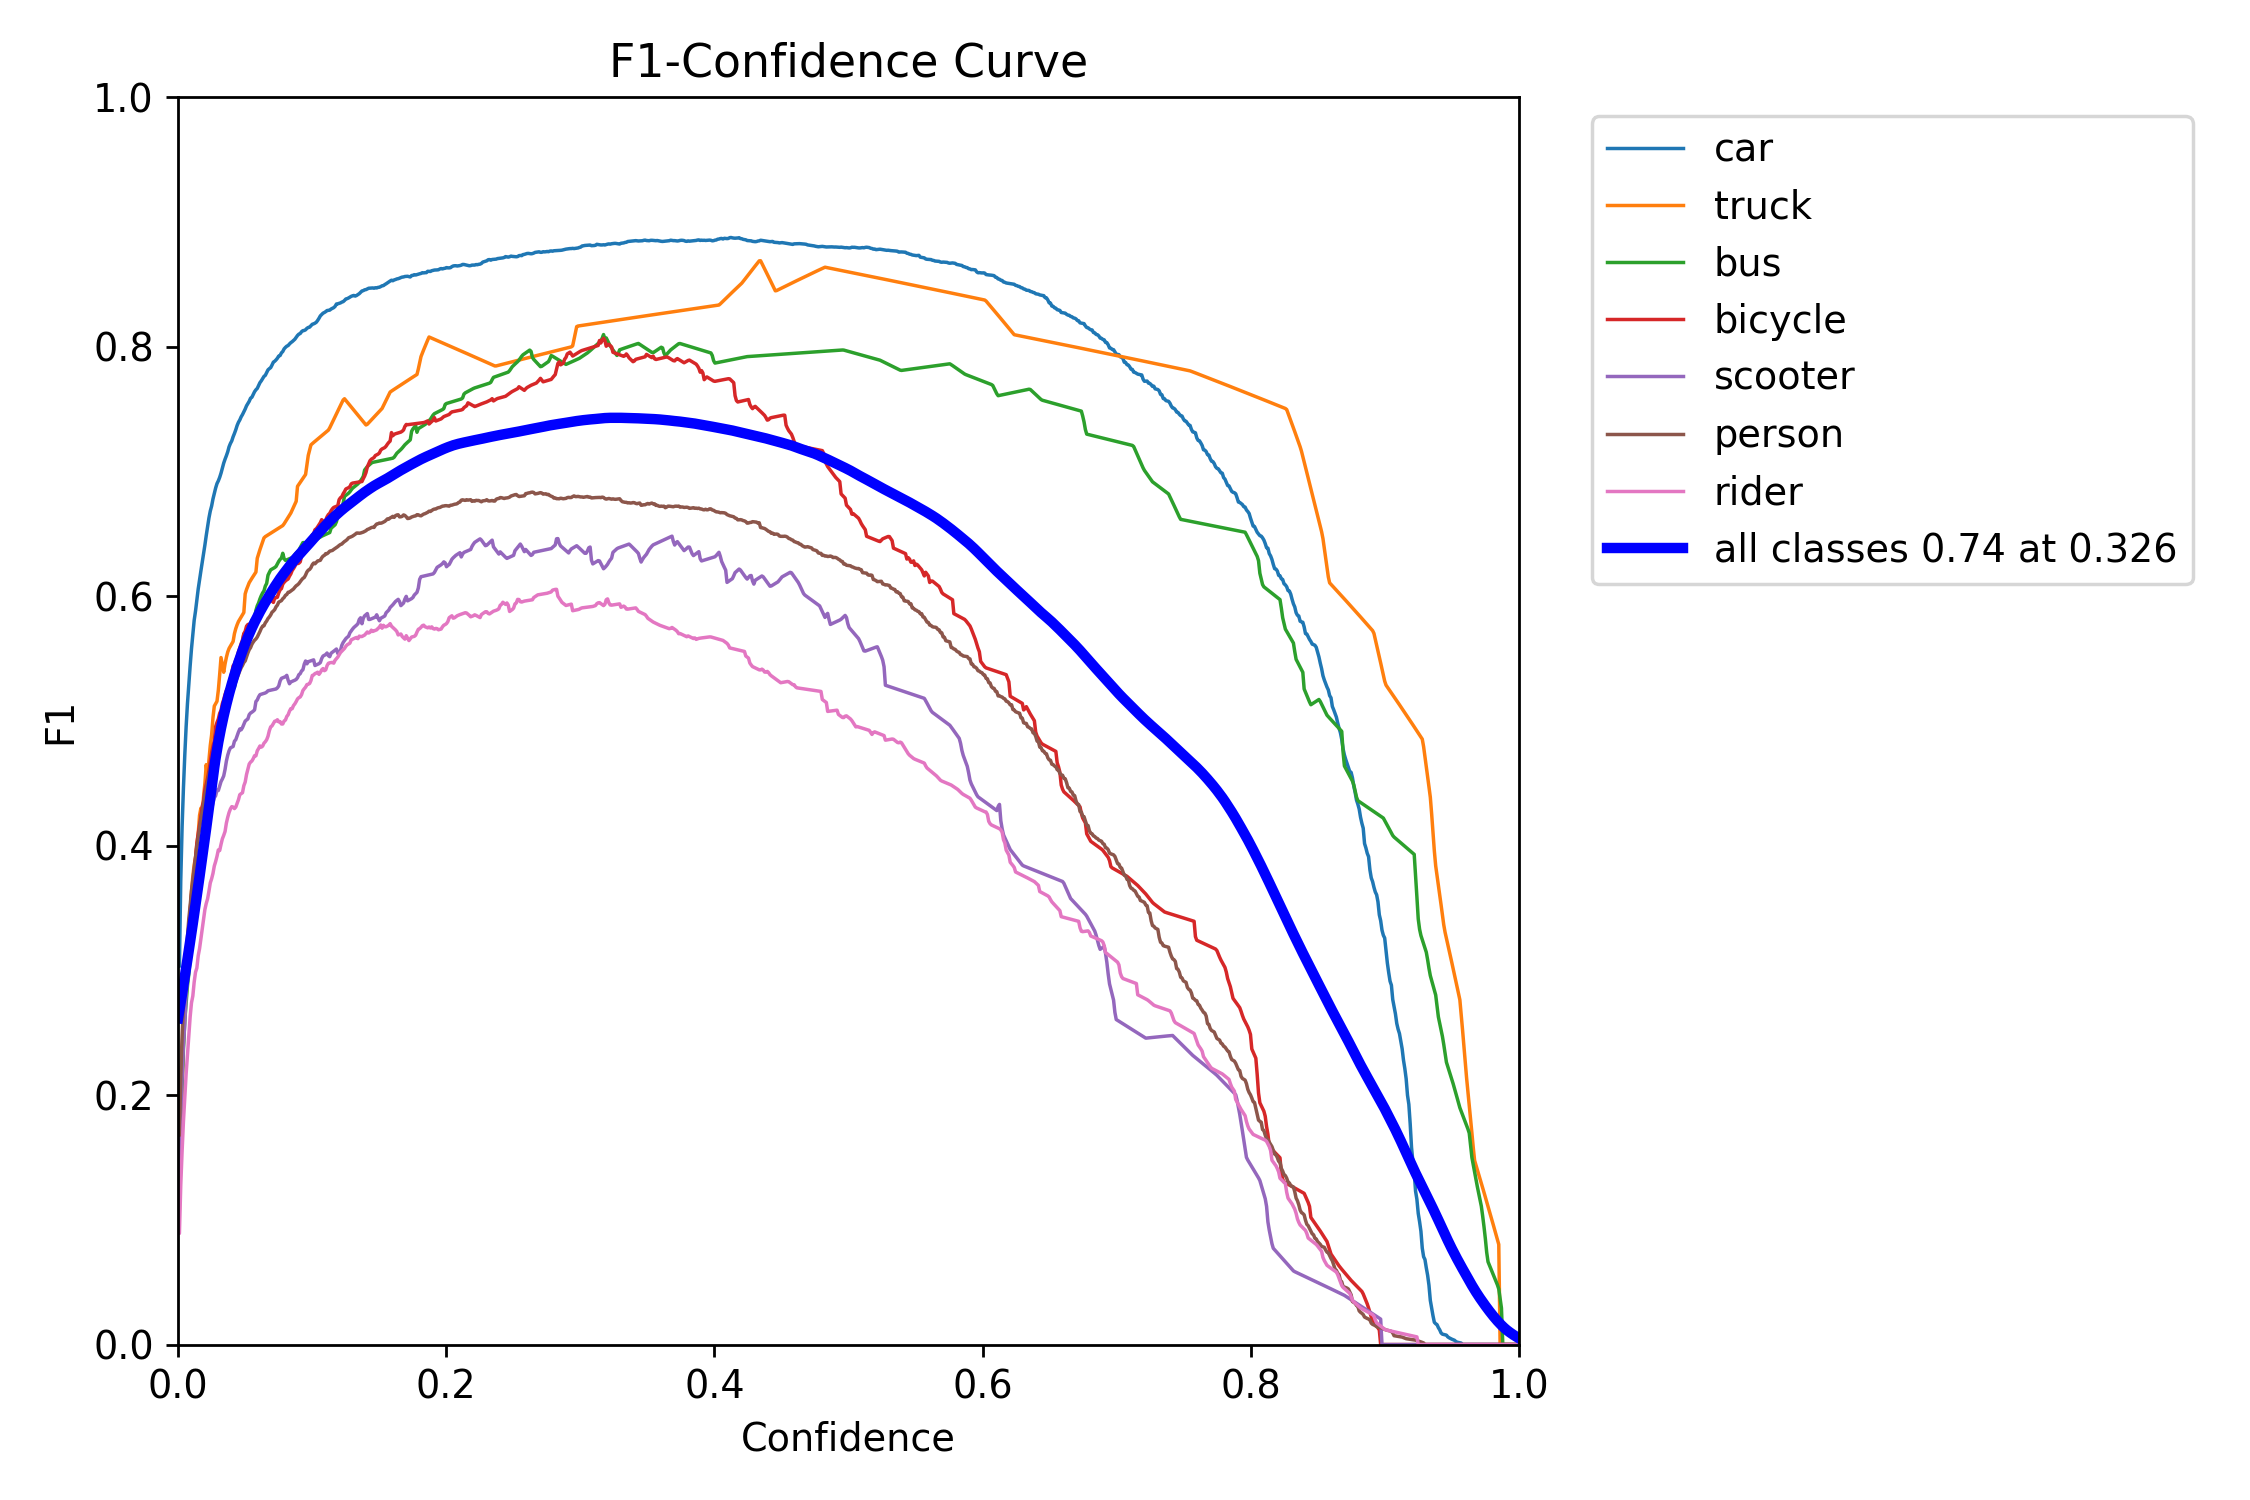 F1-Confidence Curve
1.0
0.8
0.6
0.4
0.2
0.0
F1
0.0 0.2 0.4 0.6 0.8 1.0
Confidence
car
truck
bus
bicycle
scooter
person
rider
all classes 0.74 at 0.326